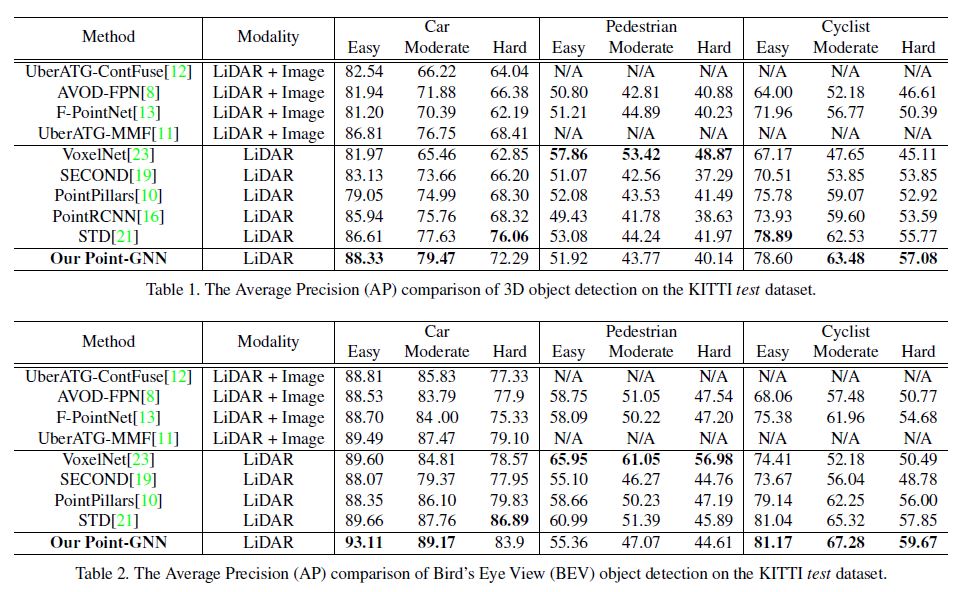 Method Modality Car Pedestrian Cyclist
Easy Moderate Hard Easy Moderate Hard Easy Moderate Hard
UberATG-ContFuse[12] LiDAR + Image 82.54 66.22 64.04 N/A N/A N/A N/A N/A N/A
AVOD-FPN[8] LiDAR + Image 81.94 71.88 66.38 50.80 42.81 40.88 64.00 52.18 46.61
F-PointNet[13] LiDAR + Image 81.20 70.39 62.19 51.21 44.89 40.23 71.96 56.77 50.39
UberATG-MMF[11] LiDAR + Image 86.81 76.75 68.41 N/A N/A N/A N/A N/A N/A
VoxelNet[23] LiDAR 81.97 65.46 62.85 57.86 53.42 48.87 67.17 47.65 45.11
SECOND[19] LiDAR 83.13 73.66 66.20 51.07 42.56 37.29 70.51 53.85 53.85
PointPillars[10] LiDAR 79.05 74.99 68.30 52.08 43.53 41.49 75.78 59.07 52.92
PointRCNN[16] LiDAR 85.94 75.76 68.32 49.43 41.78 38.63 73.93 59.60 53.59
STD[21] LiDAR 86.61 77.63 76.06 53.08 44.24 41.97 78.89 62.53 55.77
Our Point-GNN LiDAR 88.33 79.47 72.29 51.92 43.77 40.14 78.60 63.48 57.08
Table 1. The Average Precision (AP) comparison of 3D object detection on the KITTI test dataset.
Method Modality Car Pedestrian Cyclist
Easy Moderate Hard Easy Moderate Hard Easy Moderate Hard
UberATG-ContFuse[12] LiDAR + Image 88.81 85.83 77.33 N/A N/A N/A N/A N/A N/A
AVOD-FPN[8] LiDAR + Image 88.53 83.79 77.9 58.75 51.05 47.54 68.06 57.48 50.77
F-PointNet[13] LiDAR + Image 88.70 84 .00 75.33 58.09 50.22 47.20 75.38 61.96 54.68
UberATG-MMF[11] LiDAR + Image 89.49 87.47 79.10 N/A N/A N/A N/A N/A N/A
VoxelNet[23] LiDAR 89.60 84.81 78.57 65.95 61.05 56.98 74.41 52.18 50.49
SECOND[19] LiDAR 88.07 79.37 77.95 55.10 46.27 44.76 73.67 56.04 48.78
PointPillars[10] LiDAR 88.35 86.10 79.83 58.66 50.23 47.19 79.14 62.25 56.00
STD[21] LiDAR 89.66 87.76 86.89 60.99 51.39 45.89 81.04 65.32 57.85
Our Point-GNN LiDAR 93.11 89.17 83.9 55.36 47.07 44.61 81.17 67.28 59.67
Table 2. The Average Precision (AP) comparison of Bird's Eye View (BEV) object detection on the KITTI test dataset.